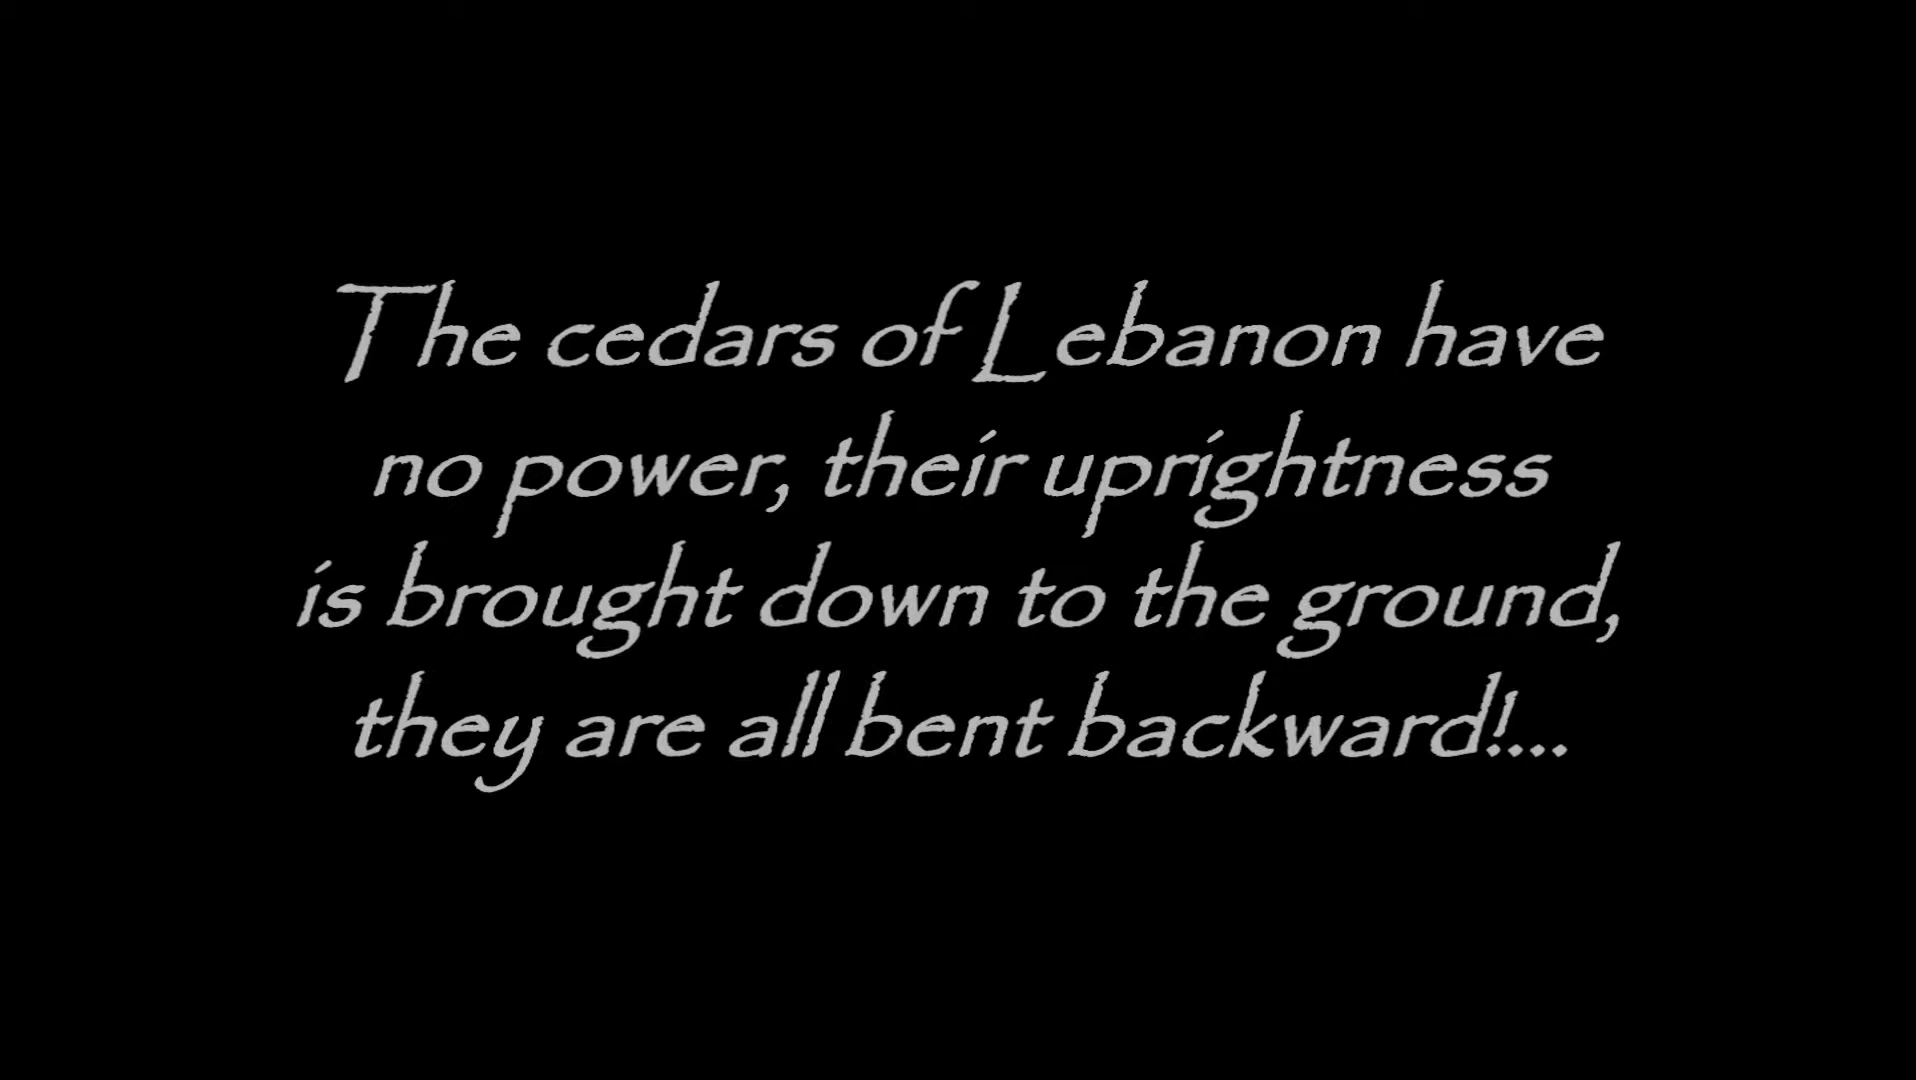 The cedars of Lebanon have
no power, their uprightness
is brought down to the ground,
they are all bent backward!...